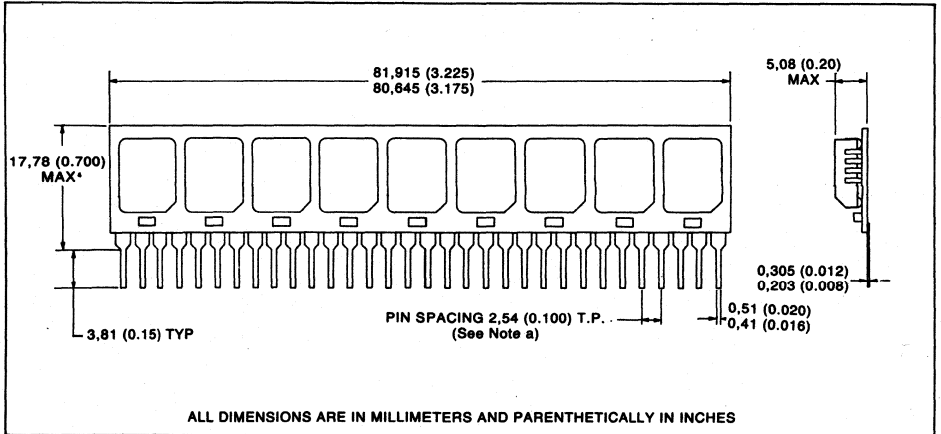 81,915 (3.225)
80,645 (3.175)
5,08 (0.20)
MAX
17,78 (0.700)
MAX⁴
0,305 (0.012)
0,203 (0.008)
3,81 (0.15) TYP
PIN SPACING 2,54 (0.100) T.P.
(See Note a)
0,51 (0.020)
0,41 (0.016)
ALL DIMENSIONS ARE IN MILLIMETERS AND PARENTHETICALLY IN INCHES